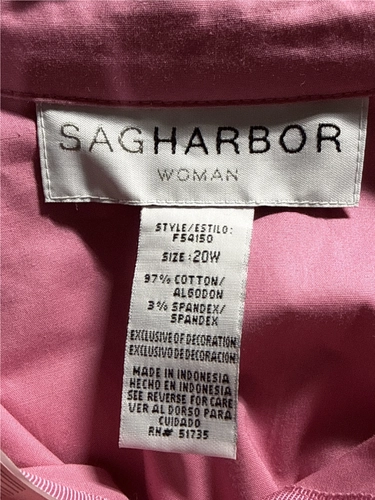 SAGHARBOR
WOMAN
STYLE/ESTILO:
F54150
SIZE :20W
97% COTTON/
ALGODON
3% SPANDEX/
SPANDEX
EXCLUSIVE OF DECORATION
EXCLUSIVO DE DECORACION
MADE IN INDONESIA
HECHO EN INDONESIA
SEE REVERSE FOR CARE
VER AL DORSO PARA
CUIDADO
RN# 51735